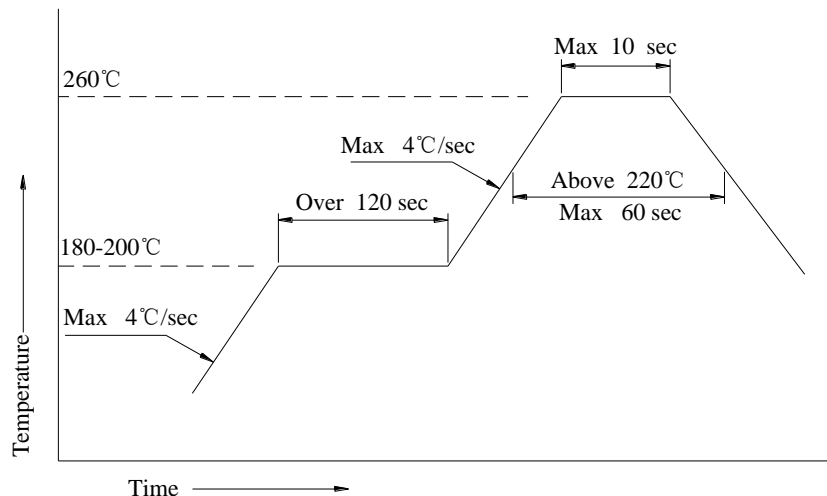 Max 10 sec
260℃
Max 4℃/sec
Above 220℃
Max 60 sec
Over 120 sec
180-200℃
Max 4℃/sec
Temperature
Time